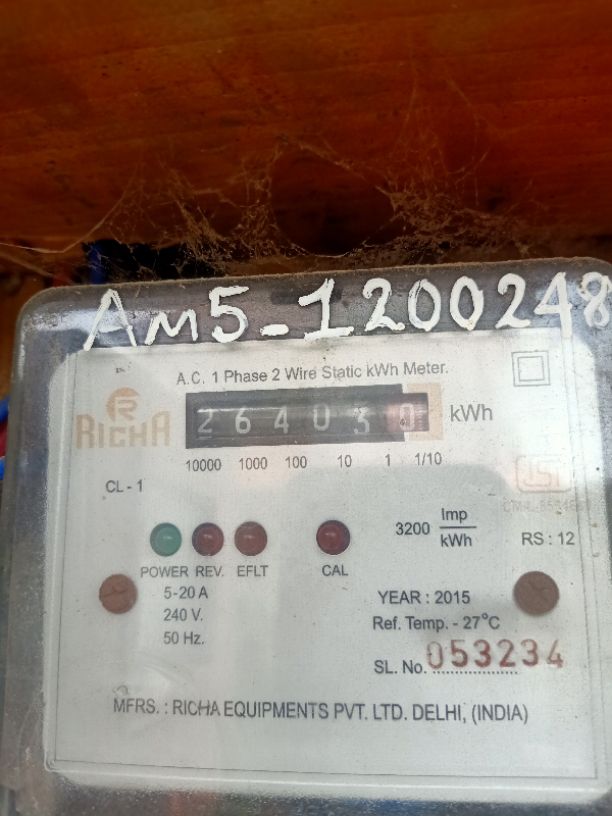 AM5-1200248
A.C. 1 Phase 2 Wire Static kWh Meter.
RICHA
264030 kWh
10000 1000 100 10 1 1/10
CL - 1
3200 Imp/kWh
RS : 12
POWER REV. EFLT CAL
5-20 A
240 V.
50 Hz.
YEAR : 2015
Ref. Temp. - 27°C
SL. No. 053234
MFRS. : RICHA EQUIPMENTS PVT. LTD. DELHI, (INDIA)